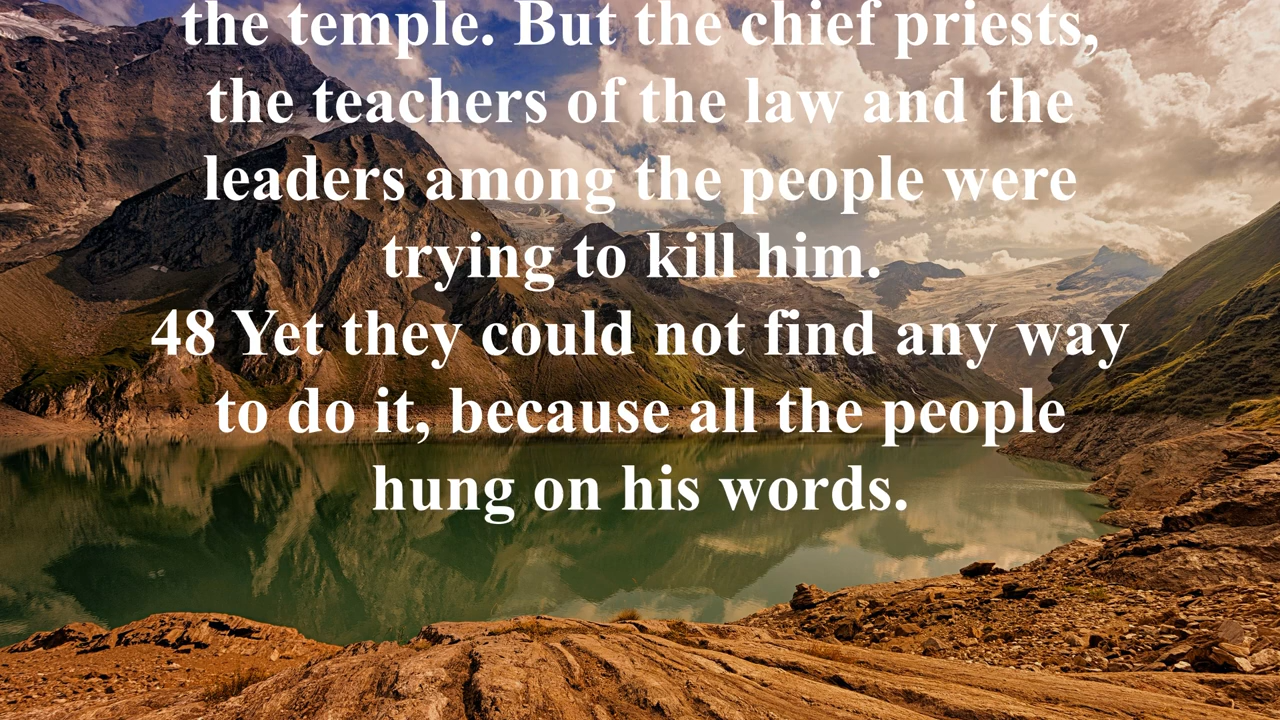 the temple. But the chief priests,
the teachers of the law and the
leaders among the people were
trying to kill him.
48 Yet they could not find any way
to do it, because all the people
hung on his words.